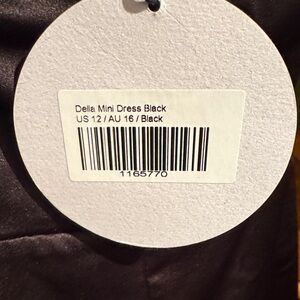 Della Mini Dress Black
US 12 / AU 16 / Black
1165770